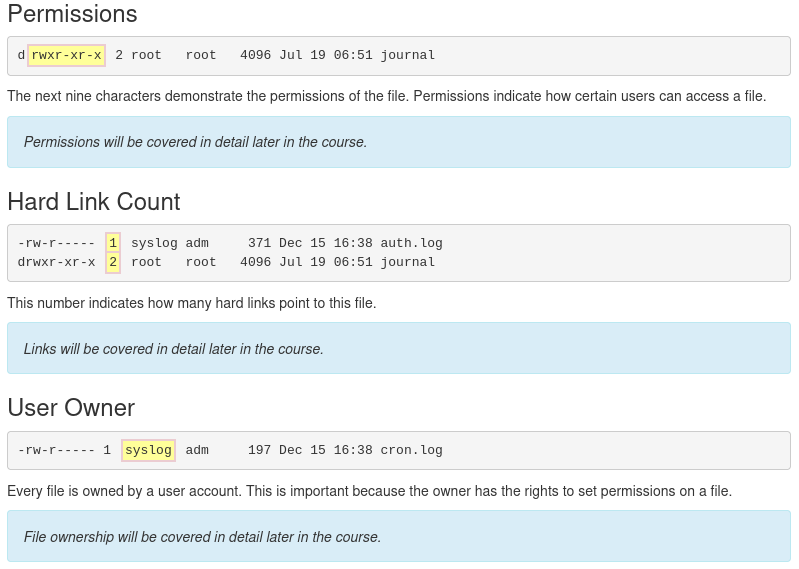 Permissions
drwxr-xr-x 2 root   root   4096 Jul 19 06:51 journal
The next nine characters demonstrate the permissions of the file. Permissions indicate how certain users can access a file.
Permissions will be covered in detail later in the course.
Hard Link Count
-rw-r----- 1 syslog adm     371 Dec 15 16:38 auth.log
drwxr-xr-x 2 root   root   4096 Jul 19 06:51 journal
This number indicates how many hard links point to this file.
Links will be covered in detail later in the course.
User Owner
-rw-r----- 1 syslog adm     197 Dec 15 16:38 cron.log
Every file is owned by a user account. This is important because the owner has the rights to set permissions on a file.
File ownership will be covered in detail later in the course.